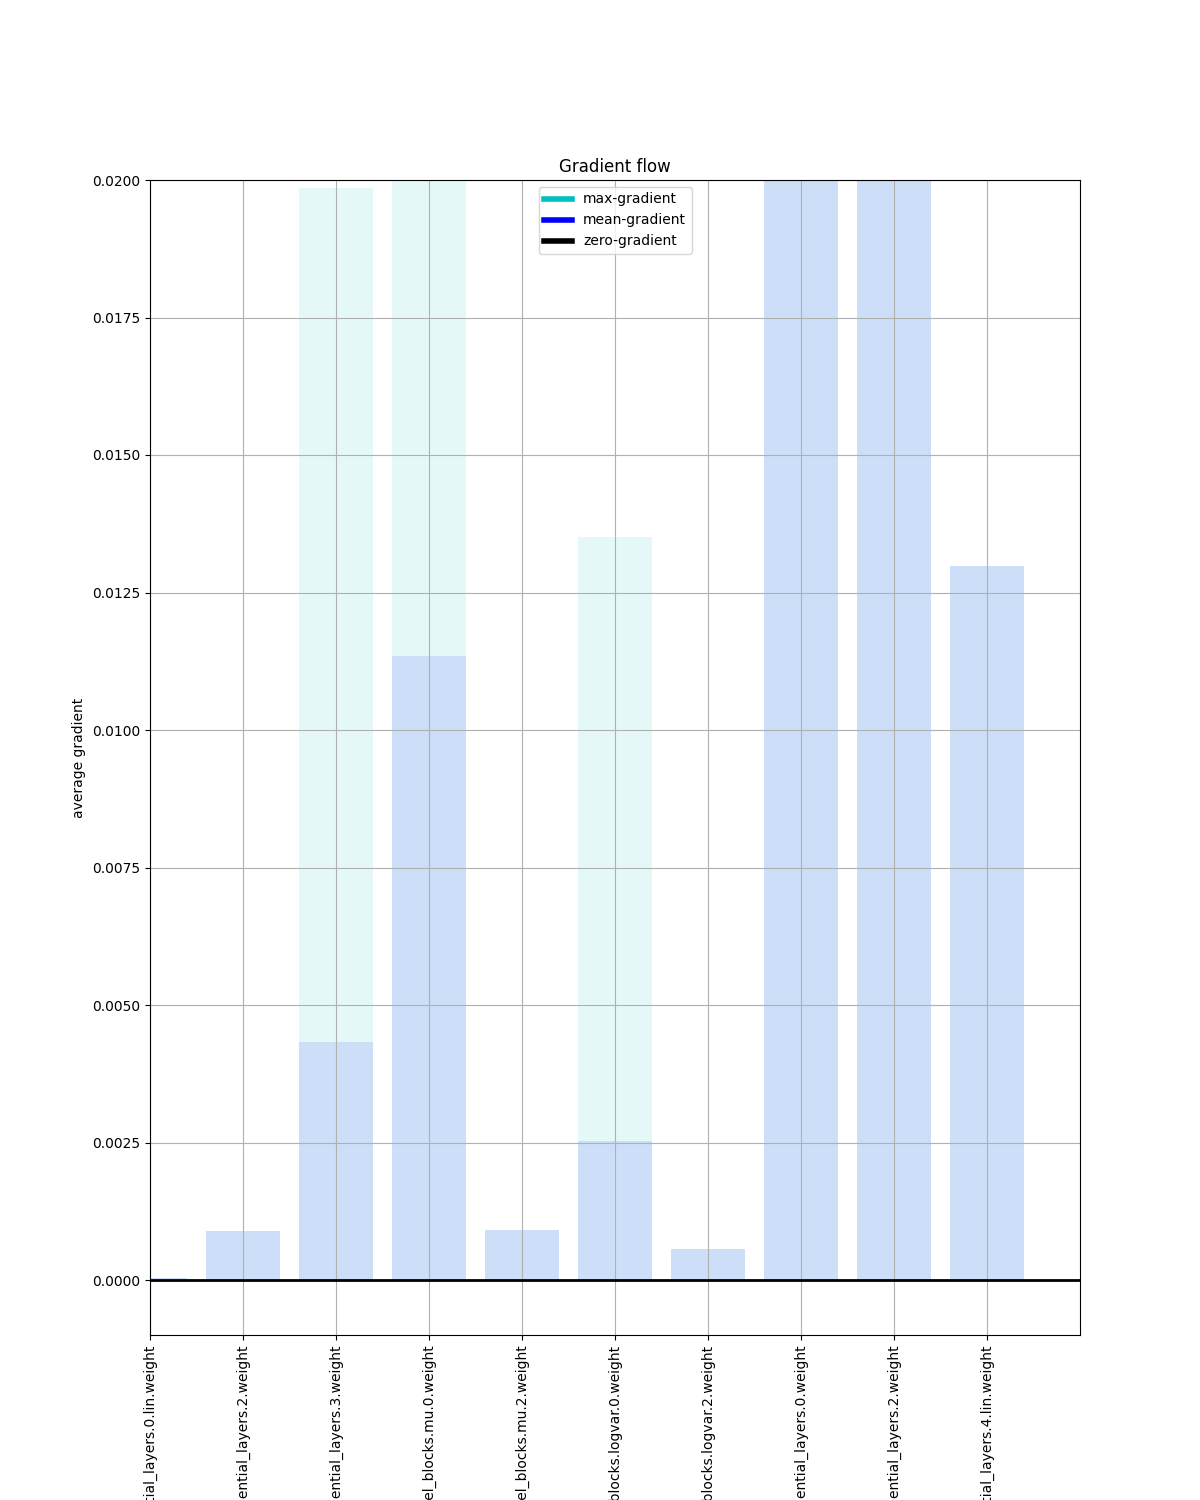 Gradient flow
max-gradient
mean-gradient
zero-gradient
0.0200
0.0175
0.0150
0.0125
0.0100
0.0075
0.0050
0.0025
0.0000
average gradient
tial_layers.0.lin.weight
ential_layers.2.weight
ential_layers.3.weight
el_blocks.mu.0.weight
el_blocks.mu.2.weight
blocks.logvar.0.weight
blocks.logvar.2.weight
ential_layers.0.weight
ential_layers.2.weight
tial_layers.4.lin.weight